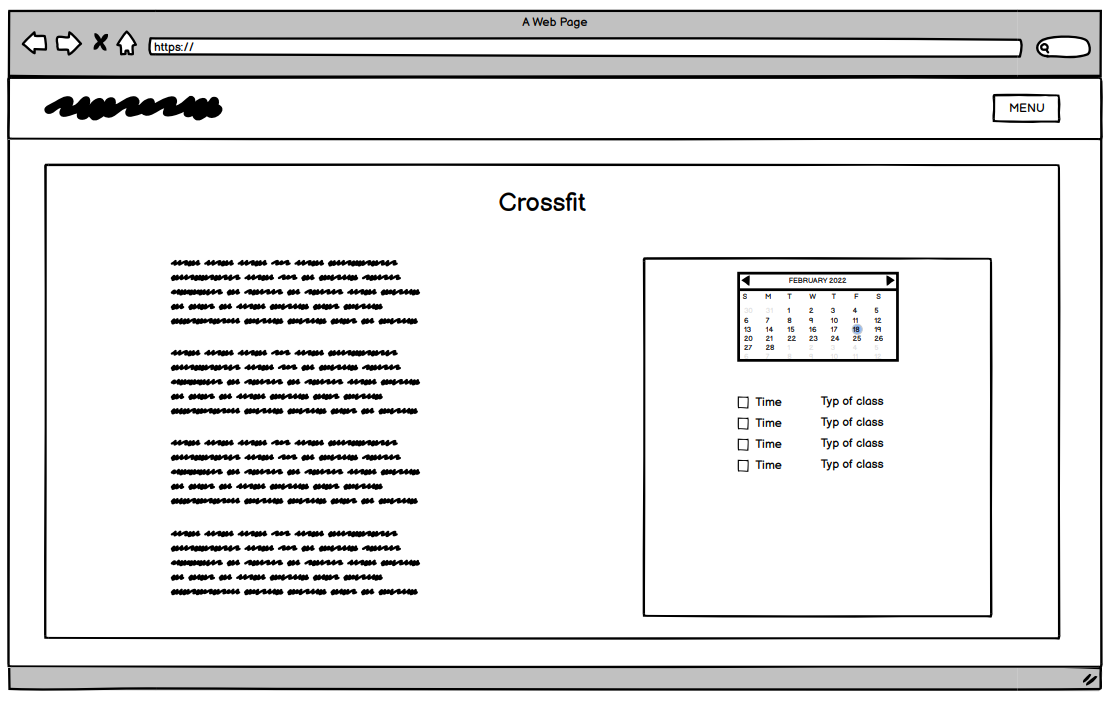 A Web Page
https://
MENU
Crossfit
FEBRUARY 2022
S M T W T F S
30 31 1 2 3 4 5
6 7 8 9 10 11 12
13 14 15 16 17 18 19
20 21 22 23 24 25 26
27 28 1 2 3 4 5
6 7 8 9 10 11 12
Time Typ of class
Time Typ of class
Time Typ of class
Time Typ of class